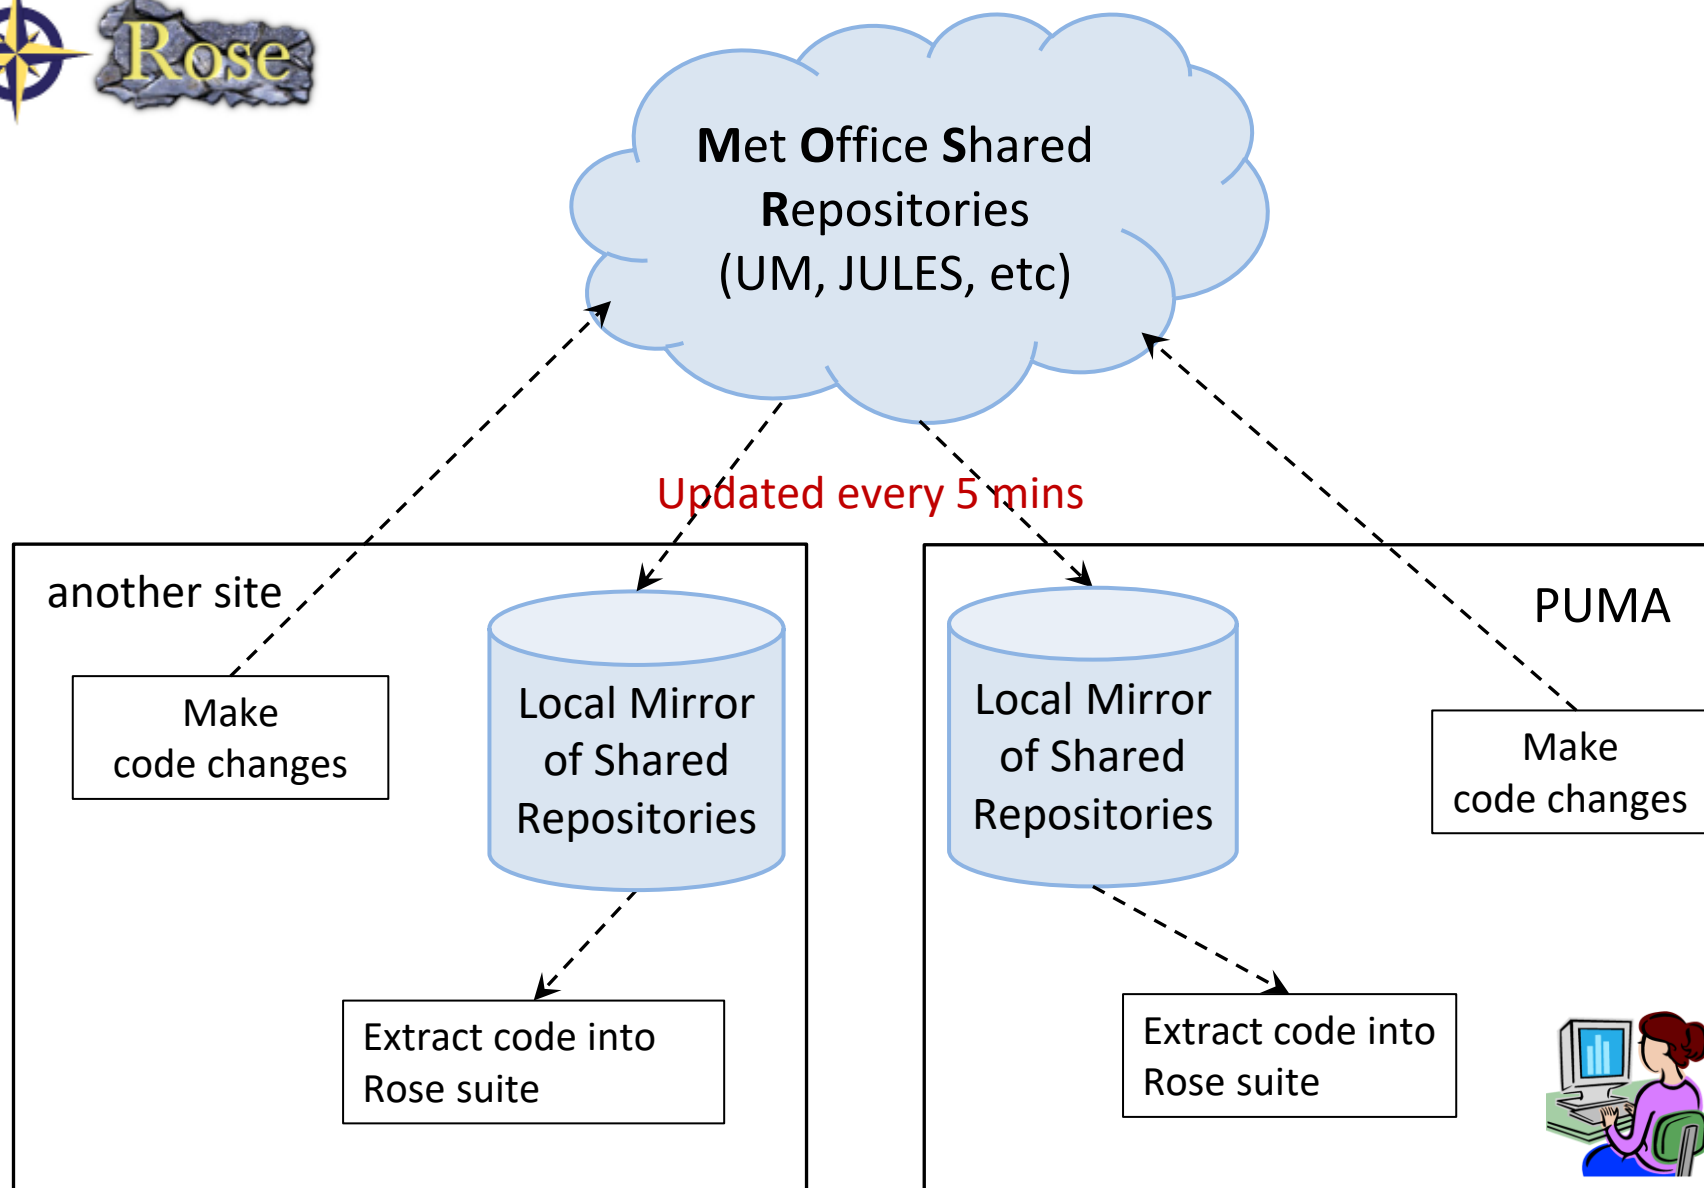 Rose
Met Office Shared
Repositories
(UM, JULES, etc)
Updated every 5 mins
another site
Make
code changes
Local Mirror
of Shared
Repositories
Extract code into
Rose suite
PUMA
Local Mirror
of Shared
Repositories
Make
code changes
Extract code into
Rose suite